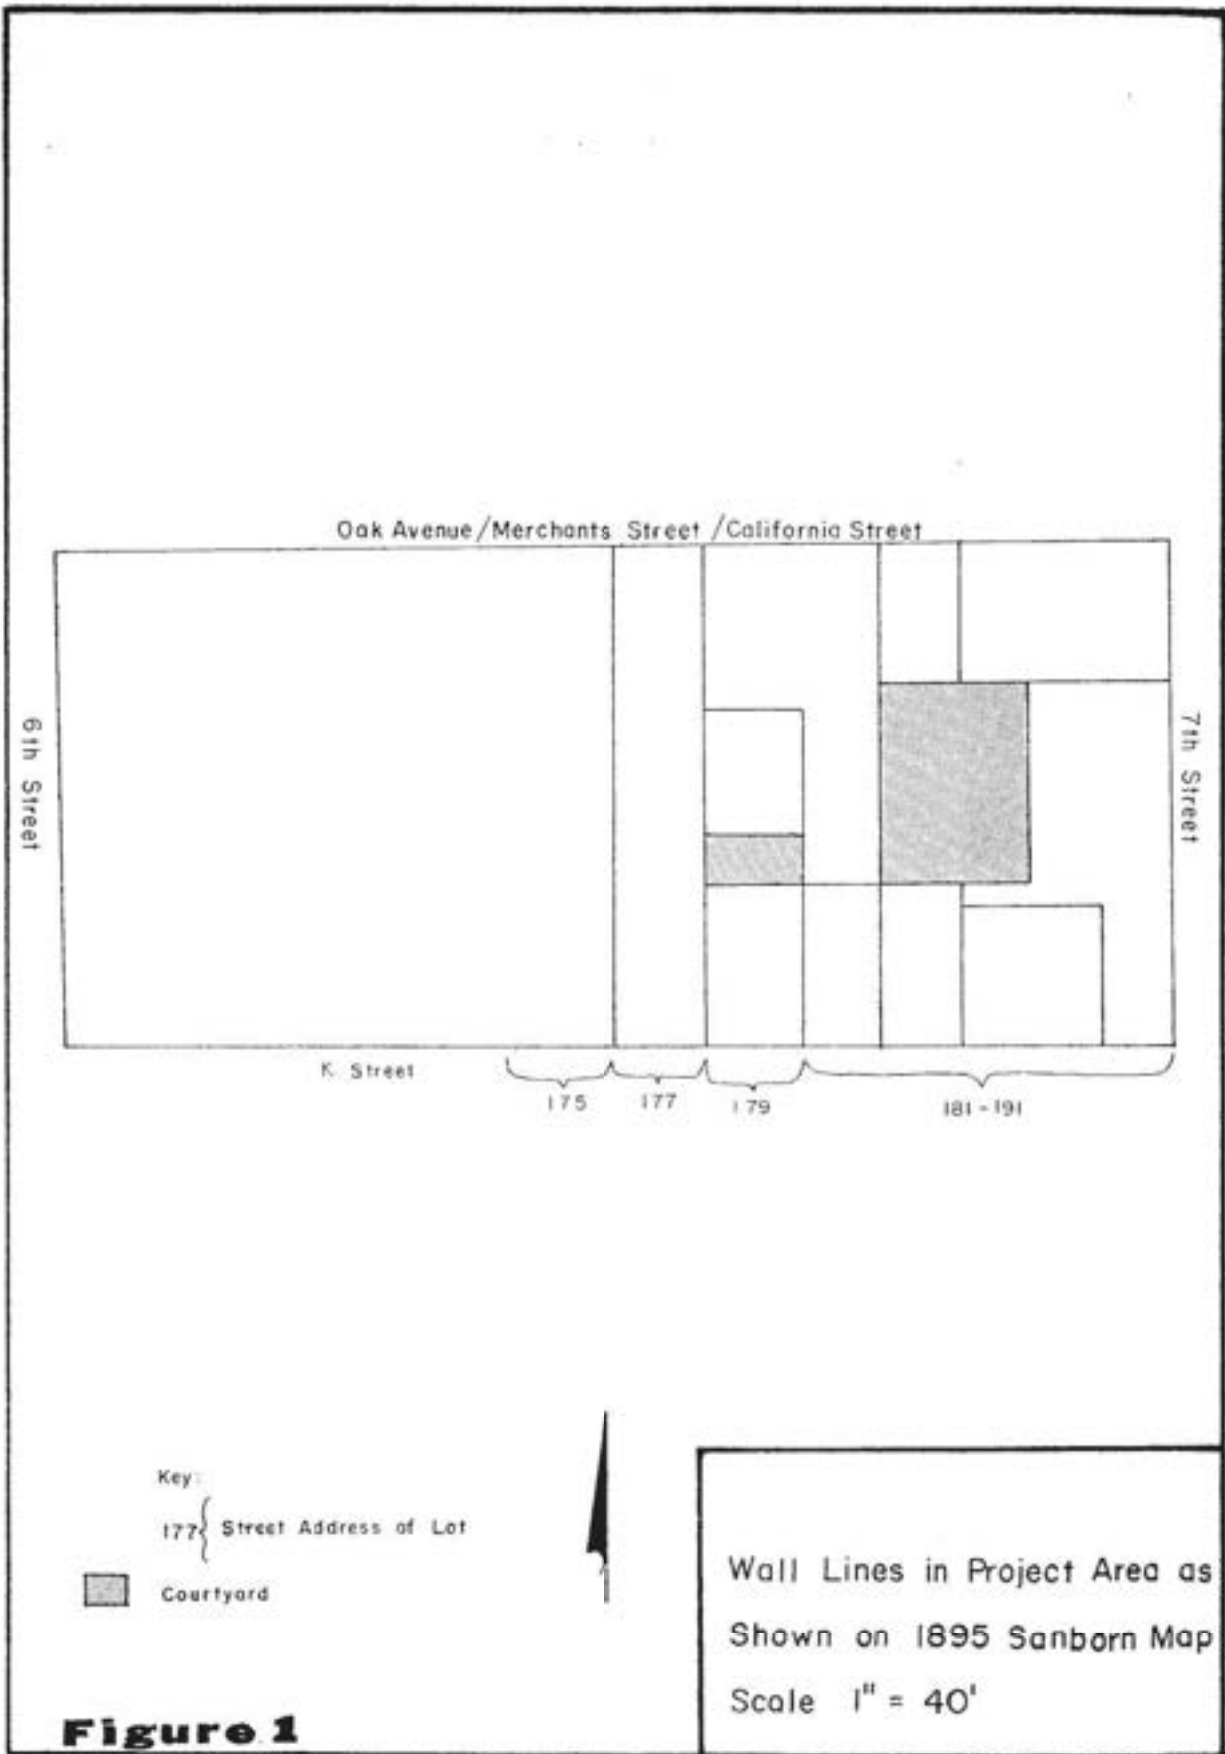 Oak Avenue/Merchants Street/California Street
6th Street
7th Street
K Street
175
177
179
181-191
Key:
177{ Street Address of Lot
Courtyard
Wall Lines in Project Area as
Shown on 1895 Sanborn Map
Scale 1" = 40'
Figure 1